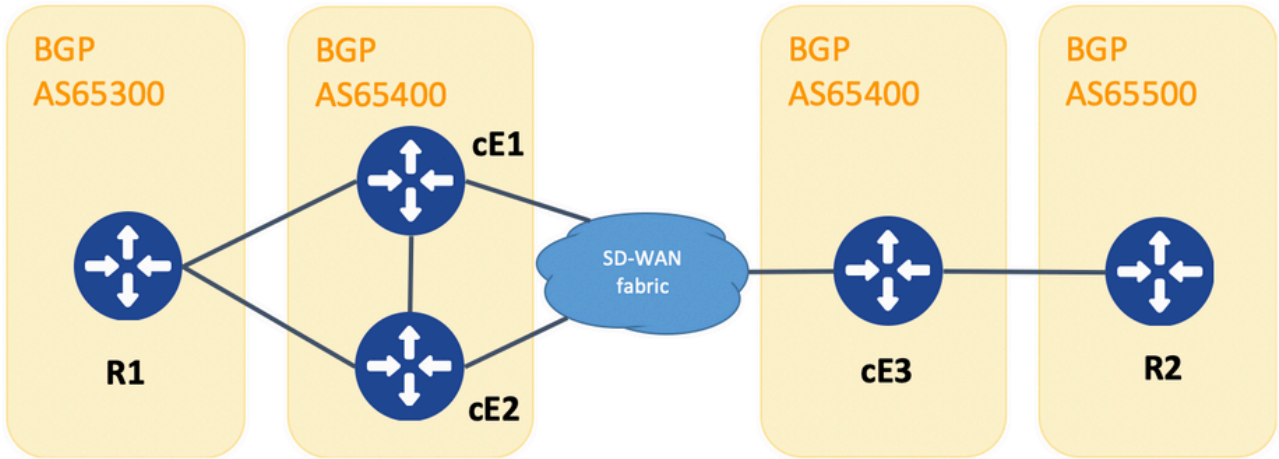 BGP
AS65300
R1
BGP
AS65400
cE1
cE2
SD-WAN
fabric
BGP
AS65400
cE3
BGP
AS65500
R2